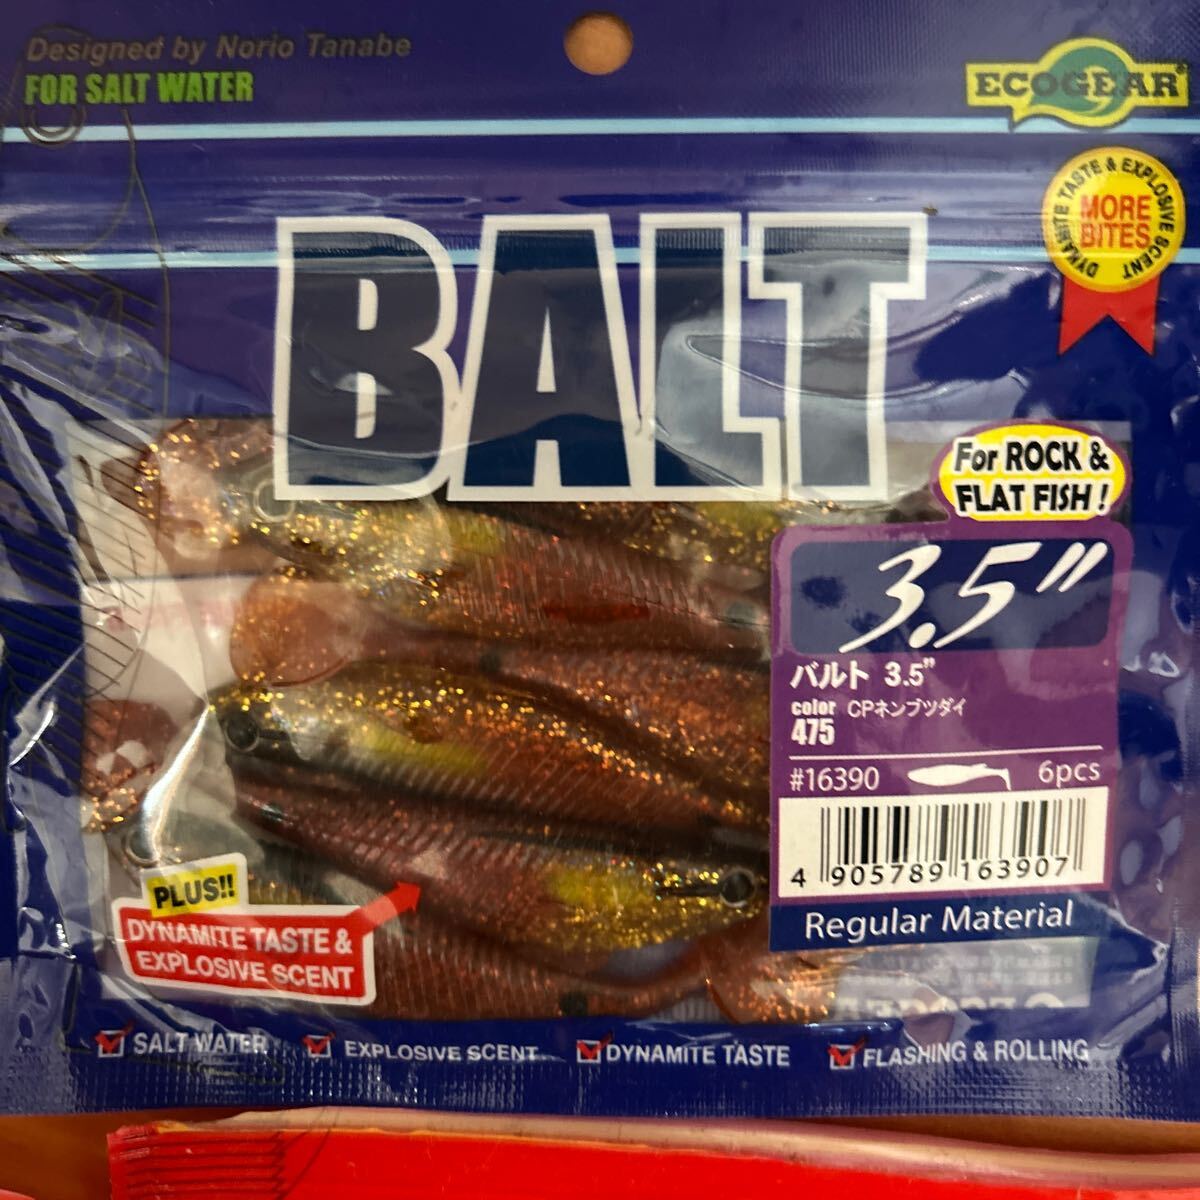 Designed by Norio Tanabe
FOR SALT WATER
ECOGEAR
DYNAMITE TASTE & EXPLOSIVE SCENT
MORE
BITES
BALT
For ROCK &
FLAT FISH!
3.5"
バルト 3.5"
color CPネンブツダイ
475
#16390 6pcs
4 905789 163907
Regular Material
PLUS!!
DYNAMITE TASTE &
EXPLOSIVE SCENT
SALT WATER EXPLOSIVE SCENT DYNAMITE TASTE FLASHING & ROLLING